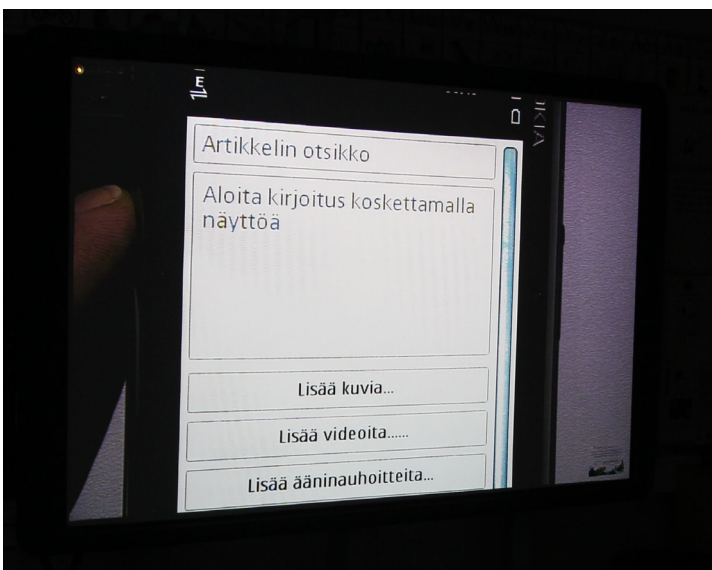 E
Artikkelin otsikko
Aloita kirjoitus koskettamalla
näyttöä
Lisää kuvia...
Lisää videoita......
Lisää ääninauhoitteita...